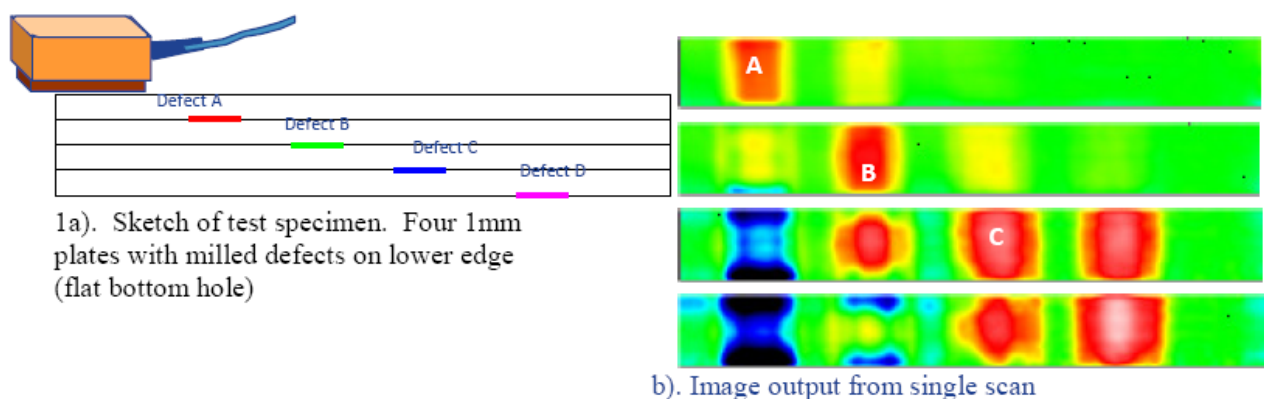 Defect A
Defect B
Defect C
Defect D
1a). Sketch of test specimen. Four 1mm
plates with milled defects on lower edge
(flat bottom hole)
A
B
C
b). Image output from single scan